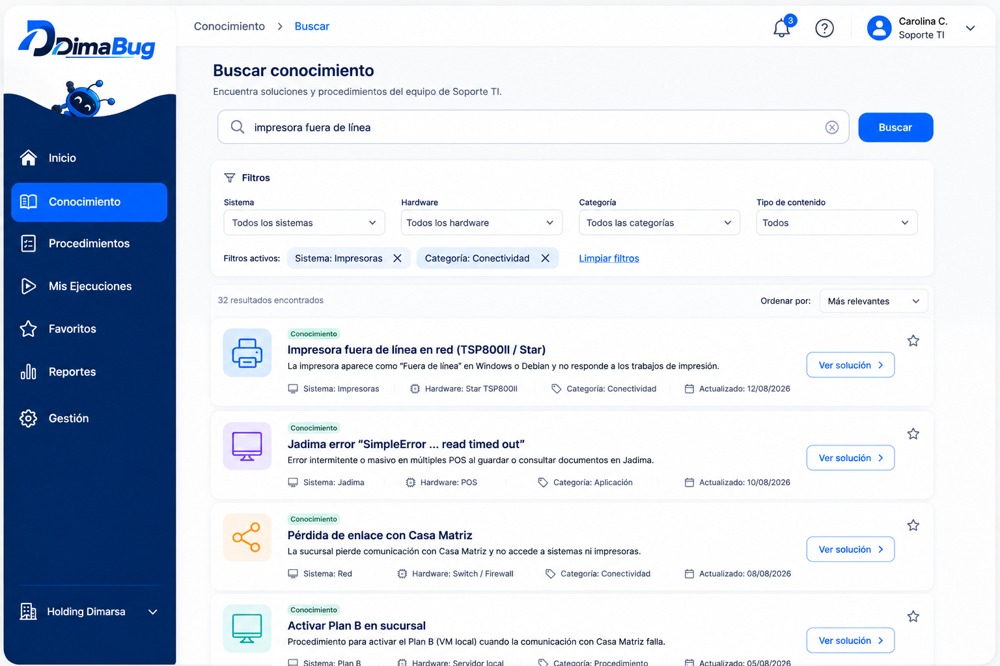 DimaBug
Conocimiento > Buscar
3
?
Carolina C.
Soporte TI
Inicio
Conocimiento
Procedimientos
Mis Ejecuciones
Favoritos
Reportes
Gestión
Holding Dimarsa
Buscar conocimiento
Encuentra soluciones y procedimientos del equipo de Soporte TI.
impresora fuera de línea
Buscar
Filtros
Sistema Hardware Categoría Tipo de contenido
Todos los sistemas Todos los hardware Todas las categorías Todos
Filtros activos: Sistema: Impresoras Categoría: Conectividad Limpiar filtros
32 resultados encontrados
Ordenar por: Más relevantes
Conocimiento
Impresora fuera de línea en red (TSP800II / Star)
La impresora aparece como “Fuera de línea” en Windows o Debian y no responde a los trabajos de impresión.
Sistema: Impresoras Hardware: Star TSP800II Categoría: Conectividad Actualizado: 12/08/2026
Ver solución
Conocimiento
Jadima error “SimpleError ... read timed out”
Error intermitente o masivo en múltiples POS al guardar o consultar documentos en Jadima.
Sistema: Jadima Hardware: POS Categoría: Aplicación Actualizado: 10/08/2026
Ver solución
Conocimiento
Pérdida de enlace con Casa Matriz
La sucursal pierde comunicación con Casa Matriz y no accede a sistemas ni impresoras.
Sistema: Red Hardware: Switch / Firewall Categoría: Conectividad Actualizado: 08/08/2026
Ver solución
Conocimiento
Activar Plan B en sucursal
Procedimiento para activar el Plan B (VM local) cuando la comunicación con Casa Matriz falla.
Sistema: Plan B Hardware: Servidor local Categoría: Procedimiento Actualizado: 05/08/2026
Ver solución